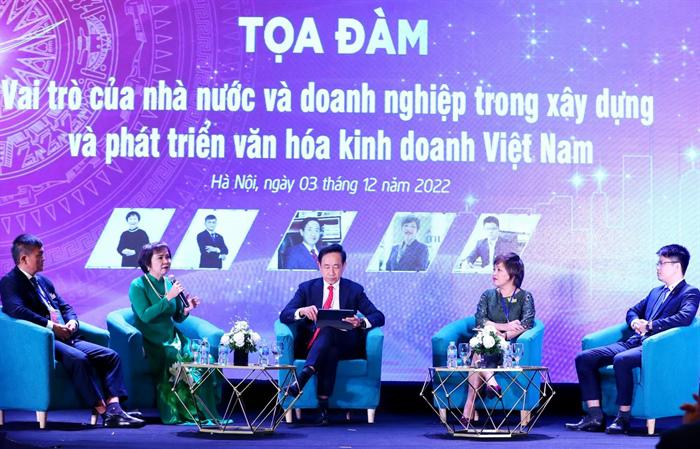 TỌA ĐÀM
Vai trò của nhà nước và doanh nghiệp trong xây dựng
và phát triển văn hóa kinh doanh Việt Nam
Hà Nội, ngày 03 tháng 12 năm 2022